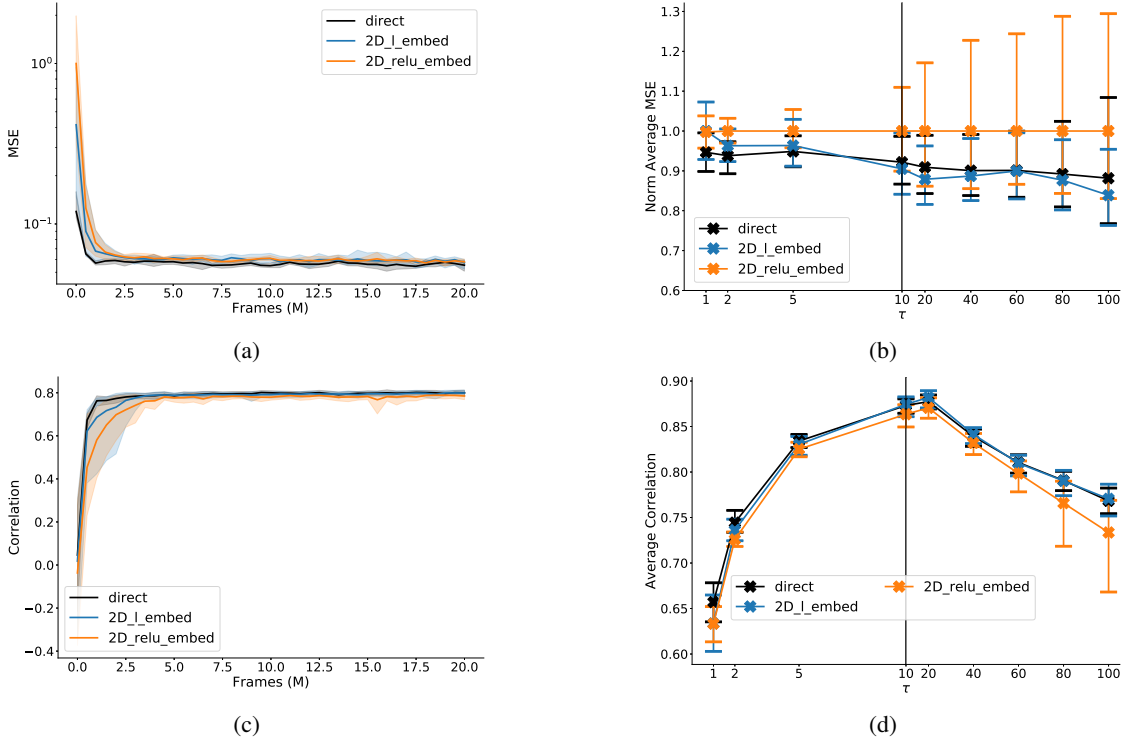 direct
2D_l_embed
2D_relu_embed
10⁰
10⁻¹
MSE
0.0 2.5 5.0 7.5 10.0 12.5 15.0 17.5 20.0
Frames (M)
(a)
1.3
1.2
1.1
1.0
0.9
0.8
0.7
0.6
Norm Average MSE
direct
2D_l_embed
2D_relu_embed
1 2 5 10 20 40 60 80 100
τ
(b)
0.8
0.6
0.4
0.2
0.0
−0.2
−0.4
Correlation
direct
2D_l_embed
2D_relu_embed
0.0 2.5 5.0 7.5 10.0 12.5 15.0 17.5 20.0
Frames (M)
(c)
0.90
0.85
0.80
0.75
0.70
0.65
0.60
Average Correlation
direct 2D_relu_embed
2D_l_embed
1 2 5 10 20 40 60 80 100
τ
(d)